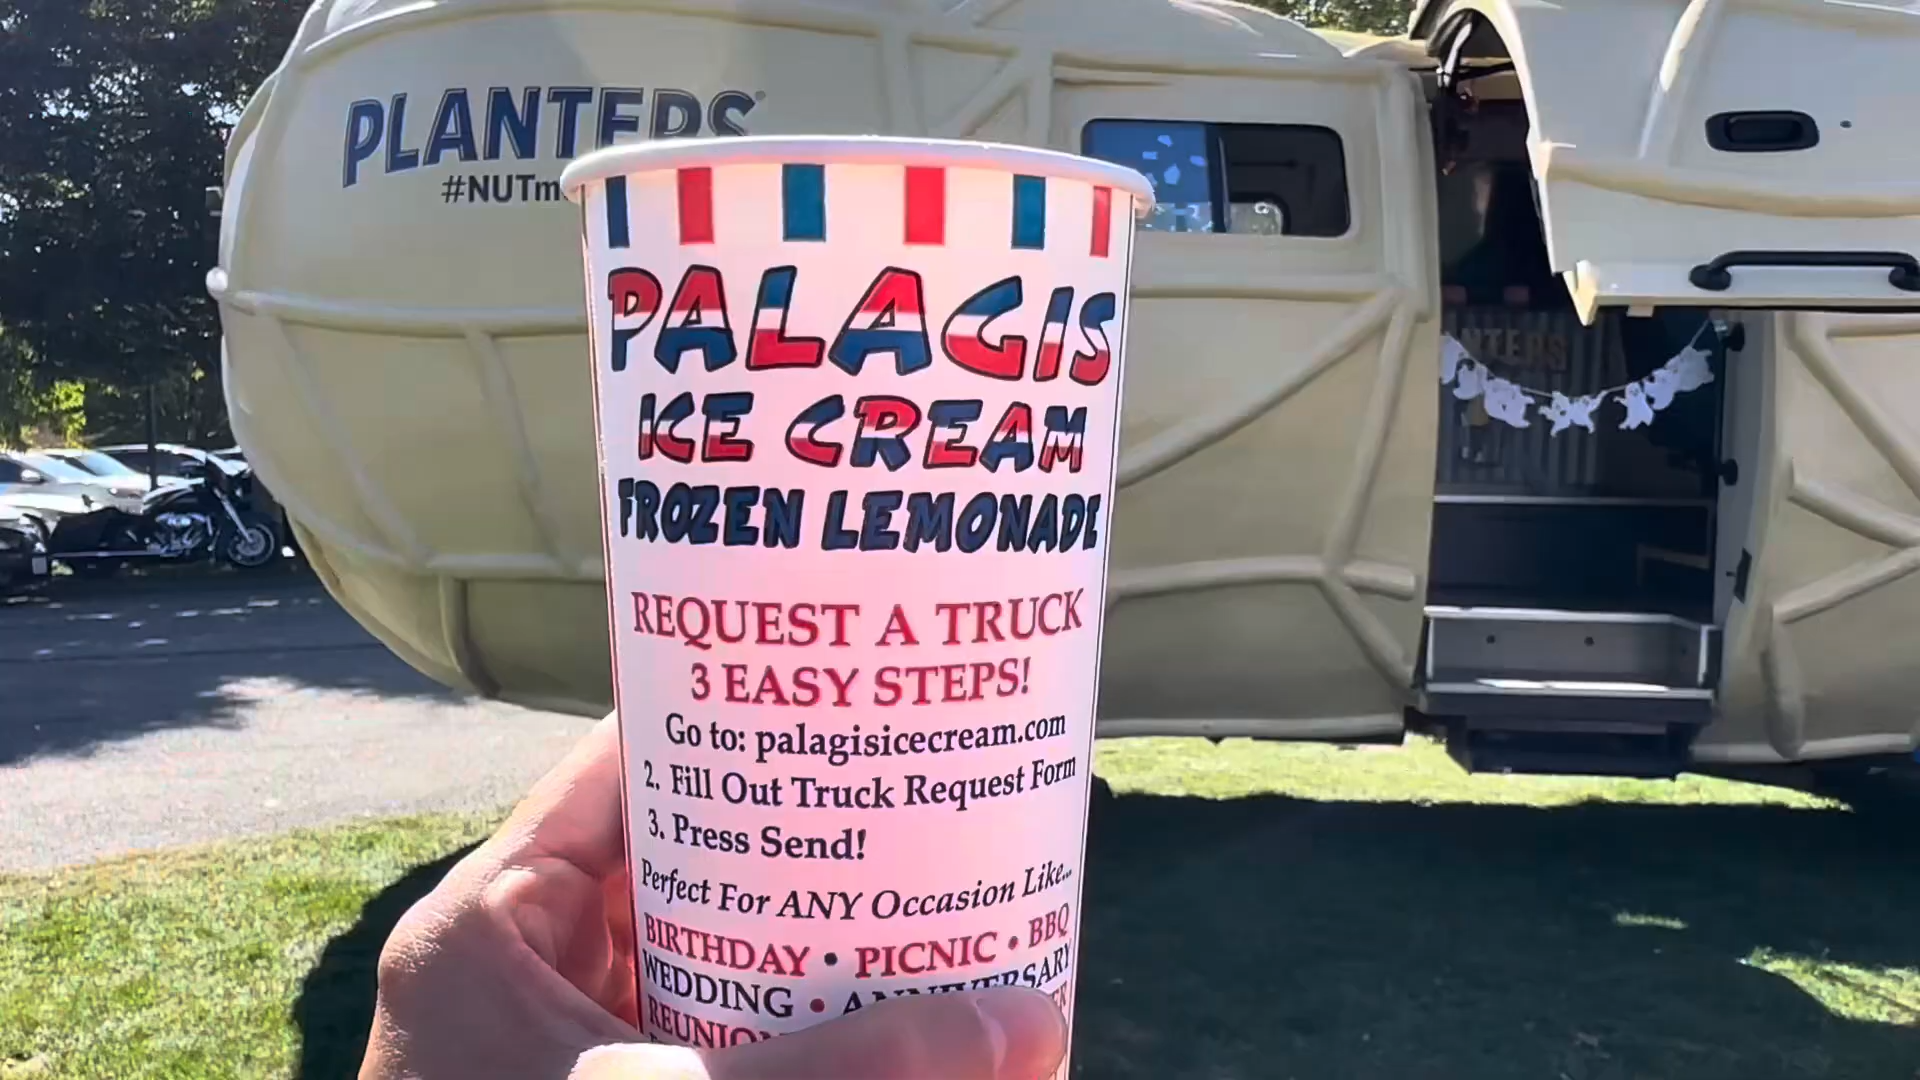 PLANTERS
PALAGIS
ICE CREAM
FROZEN LEMONADE
REQUEST A TRUCK
3 EASY STEPS!
Go to: palagisicecream.com
2. Fill Out Truck Request Form
3. Press Send!
Perfect For ANY Occasion Like...
BIRTHDAY • PICNIC • BBQ
WEDDING • ANNIVERSARY